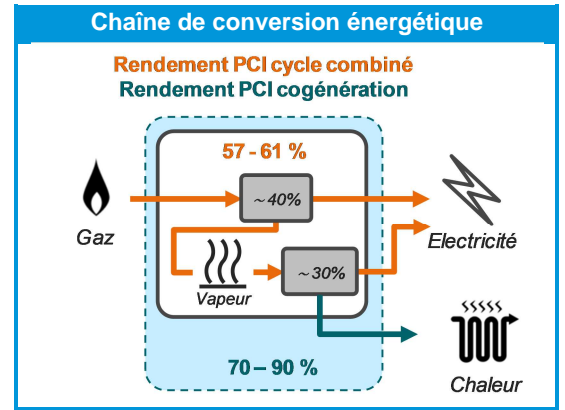 Chaîne de conversion énergétique
Rendement PCI cycle combiné
Rendement PCI cogénération
57 - 61 %
~40%
Gaz
Electricité
~30%
Vapeur
70 – 90 %
Chaleur